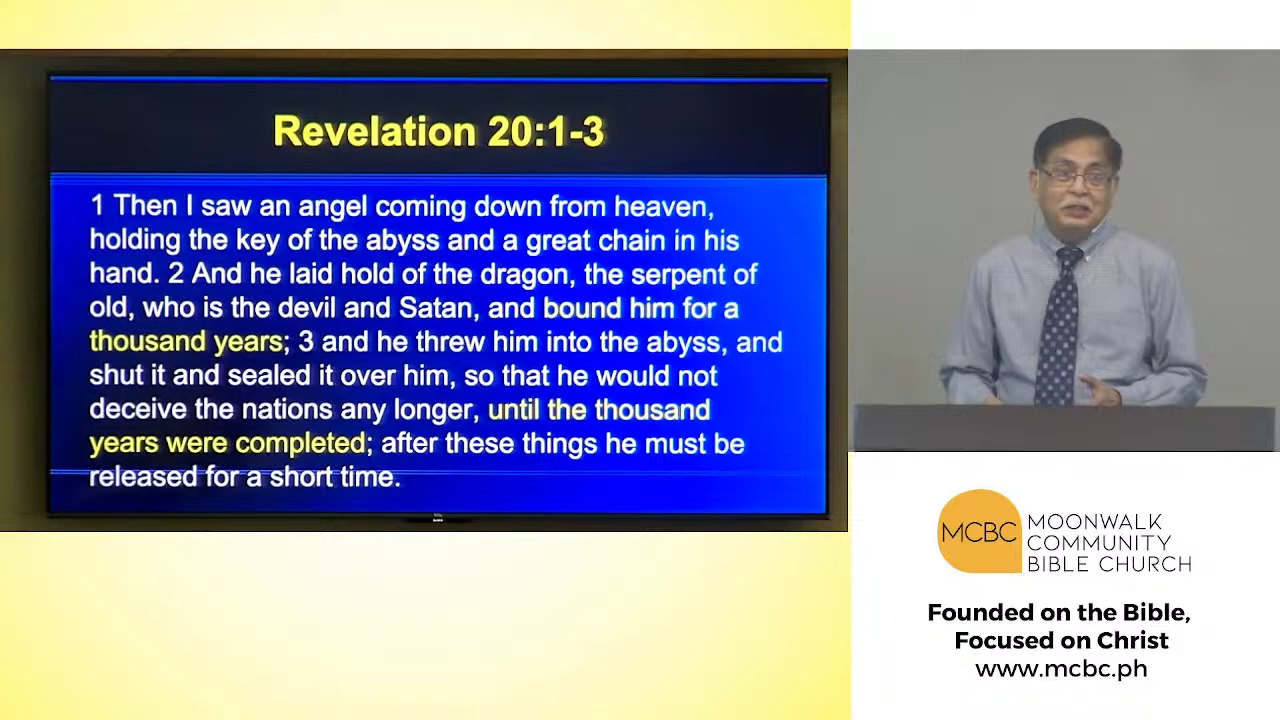 Revelation 20:1-3
1 Then I saw an angel coming down from heaven,
holding the key of the abyss and a great chain in his
hand. 2 And he laid hold of the dragon, the serpent of
old, who is the devil and Satan, and bound him for a
thousand years; 3 and he threw him into the abyss, and
shut it and sealed it over him, so that he would not
deceive the nations any longer, until the thousand
years were completed; after these things he must be
released for a short time.
TCL
MCBC
MOONWALK
COMMUNITY
BIBLE CHURCH
Founded on the Bible,
Focused on Christ
www.mcbc.ph